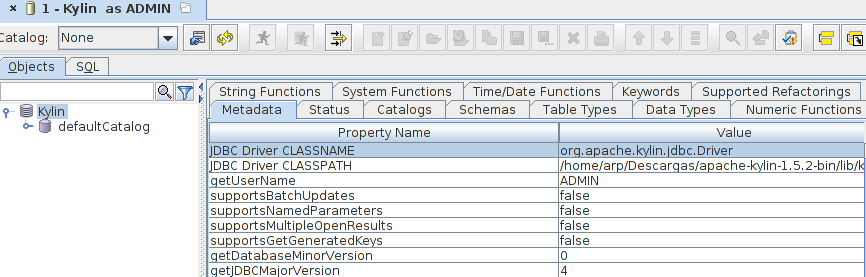 1 - Kylin as ADMIN
Catalog: None
Objects SQL
Kylin
defaultCatalog
String Functions System Functions Time/Date Functions Keywords Supported Refactorings
Metadata Status Catalogs Schemas Table Types Data Types Numeric Functions
Property Name Value
JDBC Driver CLASSNAME org.apache.kylin.jdbc.Driver
JDBC Driver CLASSPATH /home/arp/Descargas/apache-kylin-1.5.2-bin/lib/k
getUserName ADMIN
supportsBatchUpdates false
supportsNamedParameters false
supportsMultipleOpenResults false
supportsGetGeneratedKeys false
getDatabaseMinorVersion 0
getJDBCMajorVersion 4